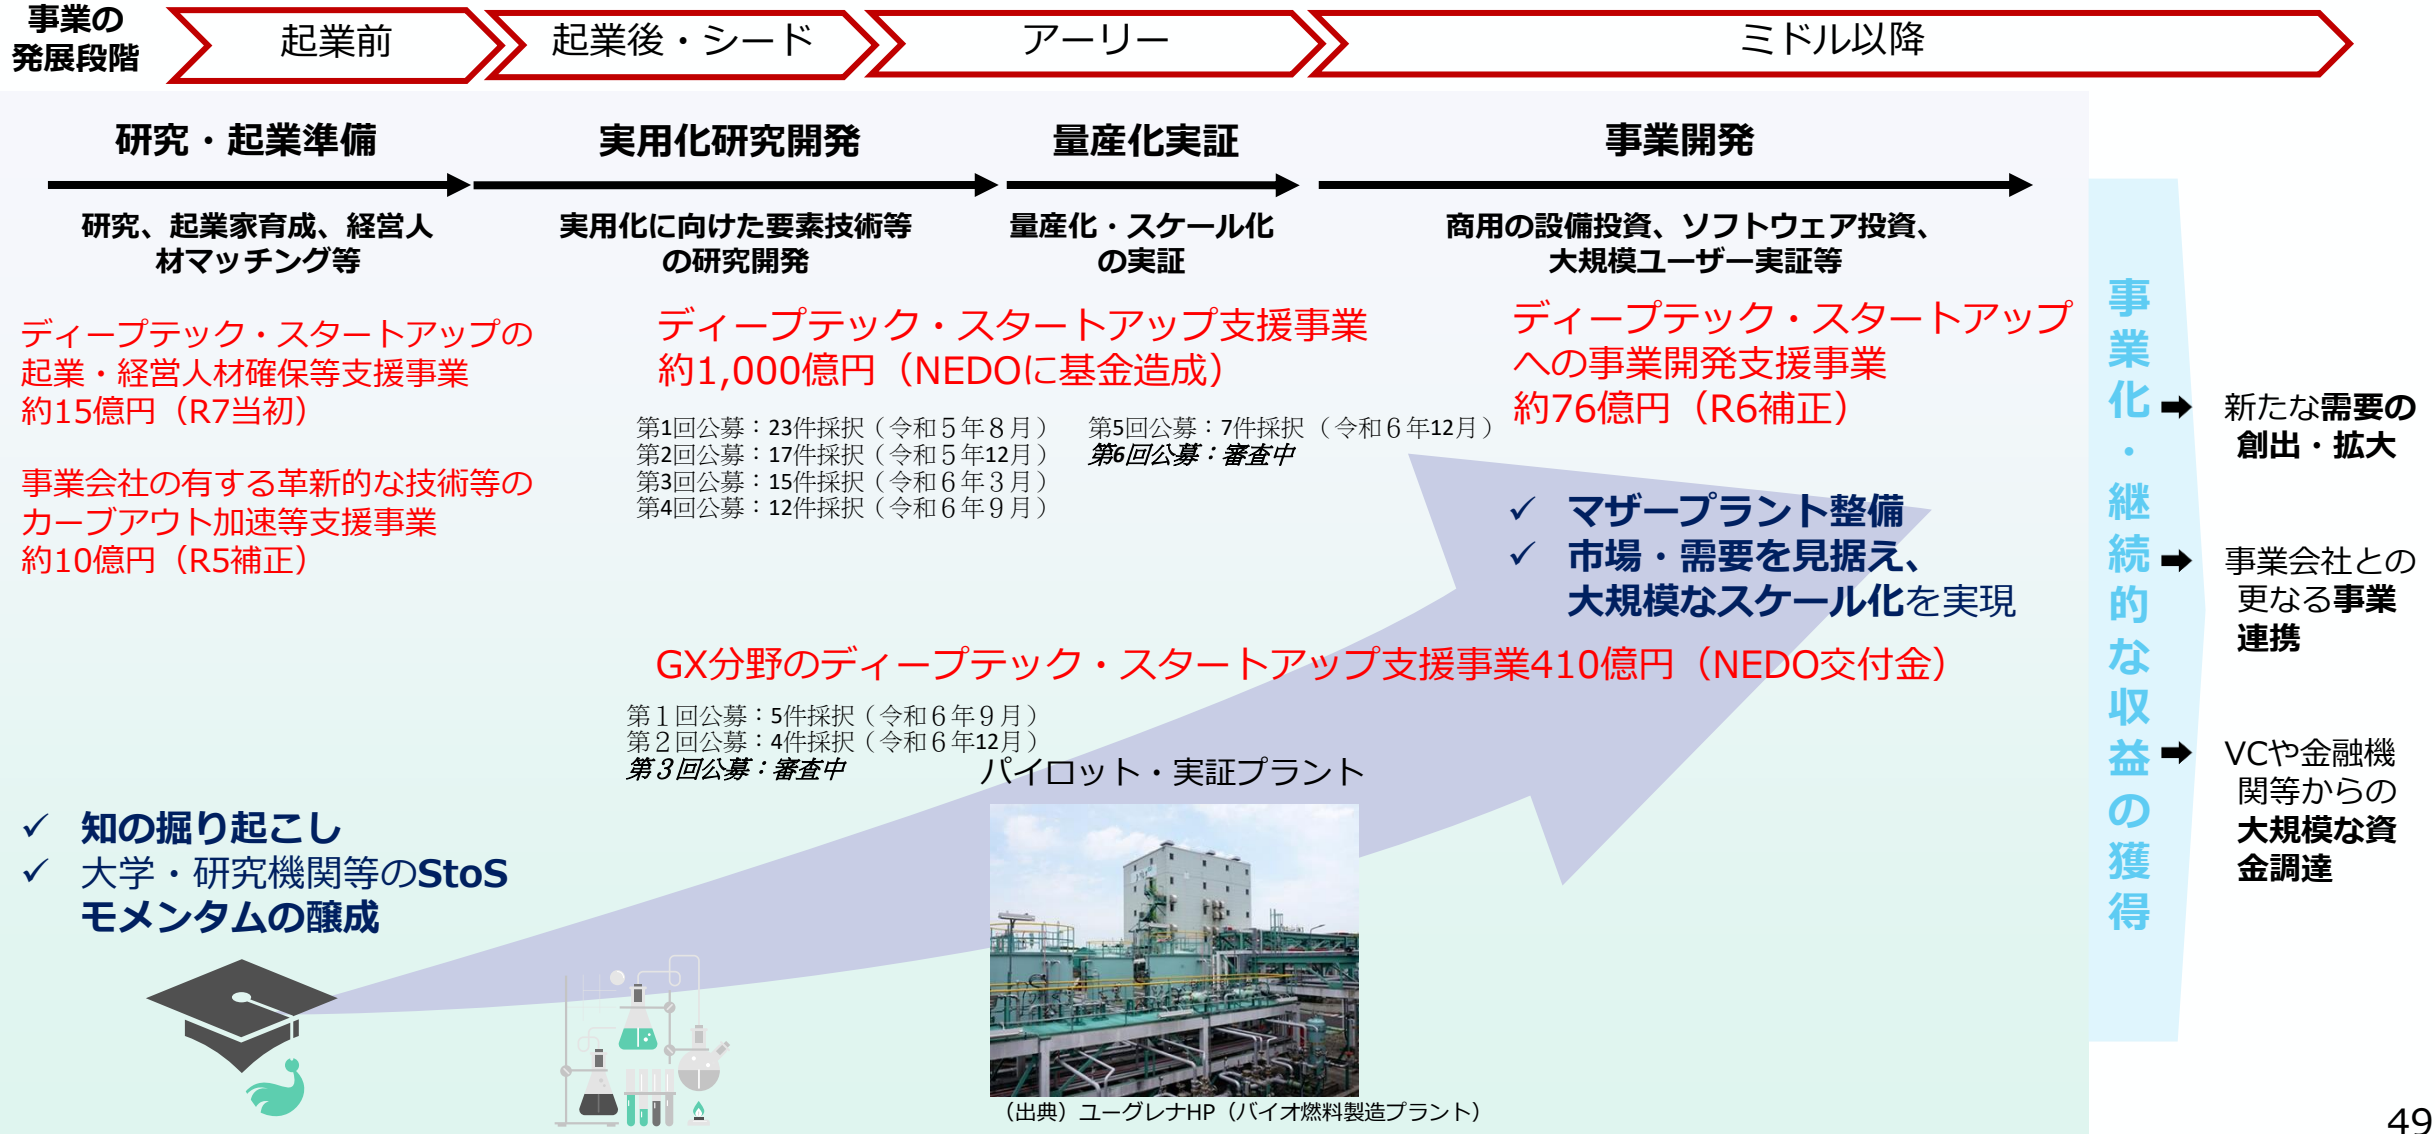 事業の
発展段階
起業前
起業後・シード
アーリー
ミドル以降
研究・起業準備
実用化研究開発
量産化実証
事業開発
研究、起業家育成、経営人
材マッチング等
実用化に向けた要素技術等
の研究開発
量産化・スケール化
の実証
商用の設備投資、ソフトウェア投資、
大規模ユーザー実証等
ディープテック・スタートアップの
起業・経営人材確保等支援事業
約15億円（R7当初）
事業会社の有する革新的な技術等の
カーブアウト加速等支援事業
約10億円（R5補正）
ディープテック・スタートアップ支援事業
約1,000億円（NEDOに基金造成）
第1回公募：23件採択（令和５年８月）
第2回公募：17件採択（令和５年12月）
第3回公募：15件採択（令和６年３月）
第4回公募：12件採択（令和６年９月）
第5回公募：7件採択（令和６年12月）
第6回公募：審査中
ディープテック・スタートアップ
への事業開発支援事業
約76億円（R6補正）
✓ マザープラント整備
✓ 市場・需要を見据え、
大規模なスケール化を実現
GX分野のディープテック・スタートアップ支援事業410億円（NEDO交付金）
第１回公募：5件採択（令和６年９月）
第２回公募：4件採択（令和６年12月）
第３回公募：審査中
パイロット・実証プラント
（出典）ユーグレナHP（バイオ燃料製造プラント）
✓ 知の掘り起こし
✓ 大学・研究機関等のStoS
モメンタムの醸成
事業化・継続的な収益の獲得
➡ 新たな需要の
創出・拡大
➡ 事業会社との
更なる事業
連携
➡ VCや金融機
関等からの
大規模な資
金調達
49